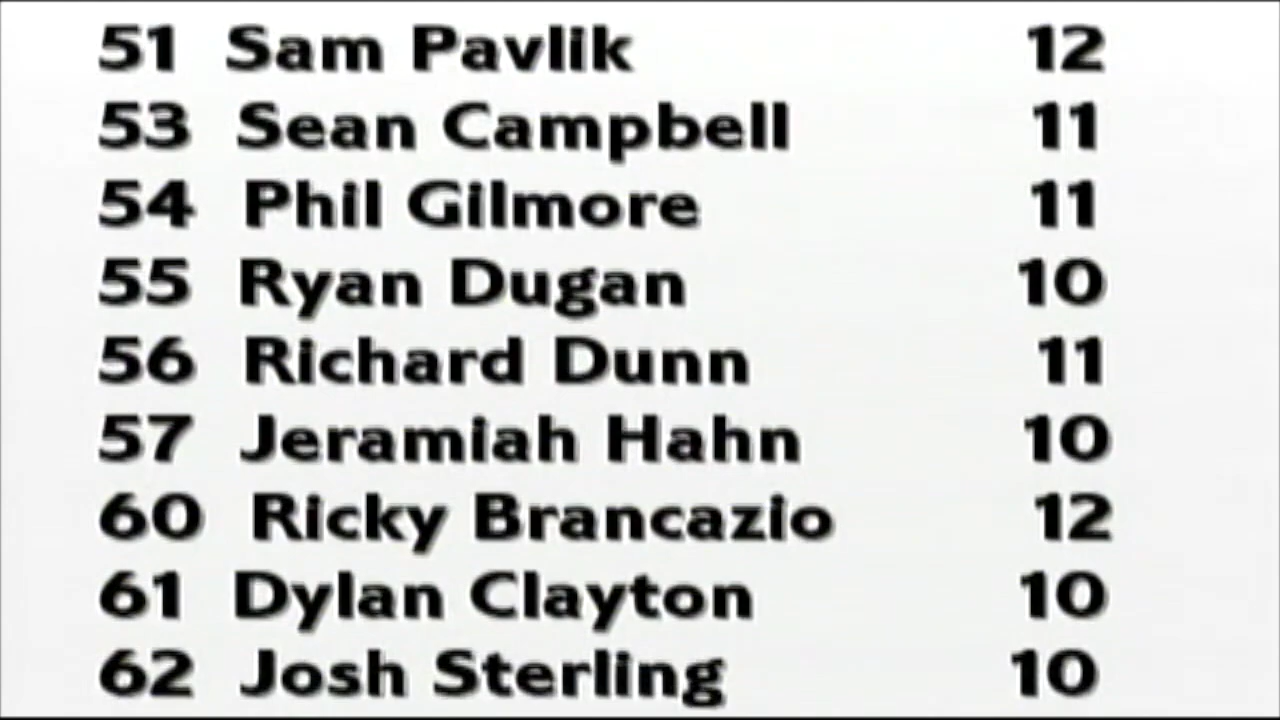 51 Sam Pavlik 12
53 Sean Campbell 11
54 Phil Gilmore 11
55 Ryan Dugan 10
56 Richard Dunn 11
57 Jeramiah Hahn 10
60 Ricky Brancazio 12
61 Dylan Clayton 10
62 Josh Sterling 10